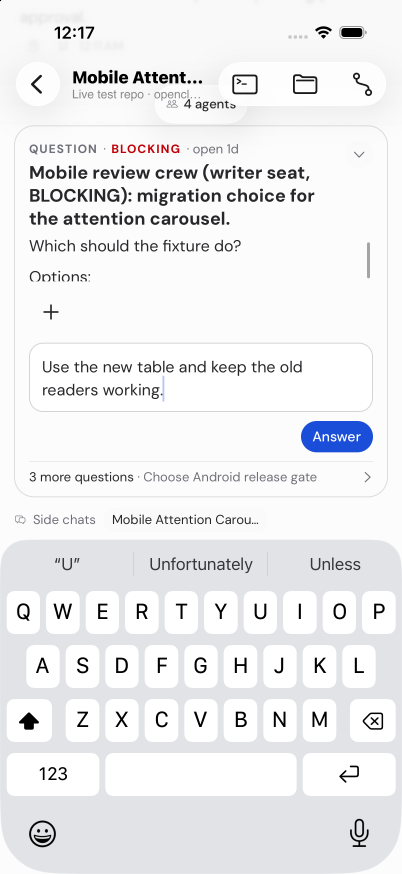 approval.
12:17
Mobile Attent...
Live test repo · opencl...
4 agents
QUESTION · BLOCKING · open 1d
Mobile review crew (writer seat,
BLOCKING): migration choice for
the attention carousel.
Which should the fixture do?
Options:
Use the new table and keep the old
readers working.
Answer
3 more questions · Choose Android release gate
Side chats Mobile Attention Carou...
“U” Unfortunately Unless
Q W E R T Y U I O P
A S D F G H J K L
Z X C V B N M
123